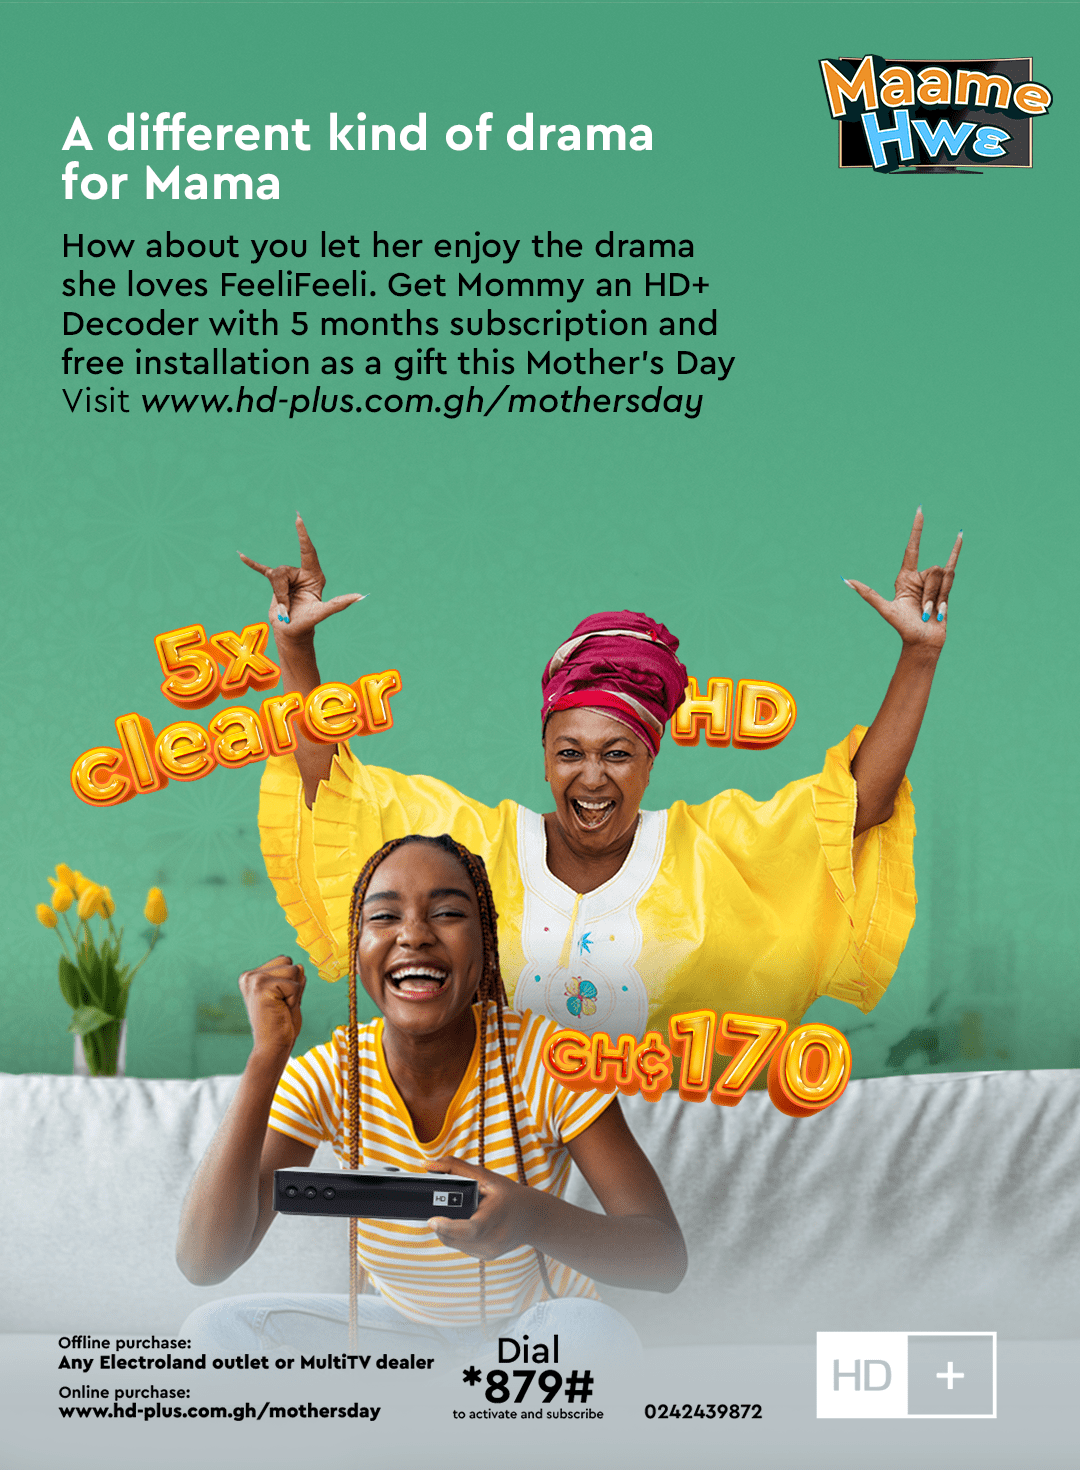 Maame
Hwɛ
A different kind of drama
for Mama
How about you let her enjoy the drama
she loves FeeliFeeli. Get Mommy an HD+
Decoder with 5 months subscription and
free installation as a gift this Mother's Day
Visit www.hd-plus.com.gh/mothersday
5x
clearer
HD
GH¢170
HD +
Offline purchase:
Any Electroland outlet or MultiTV dealer
Online purchase:
www.hd-plus.com.gh/mothersday
Dial
*879#
to activate and subscribe
0242439872
HD +